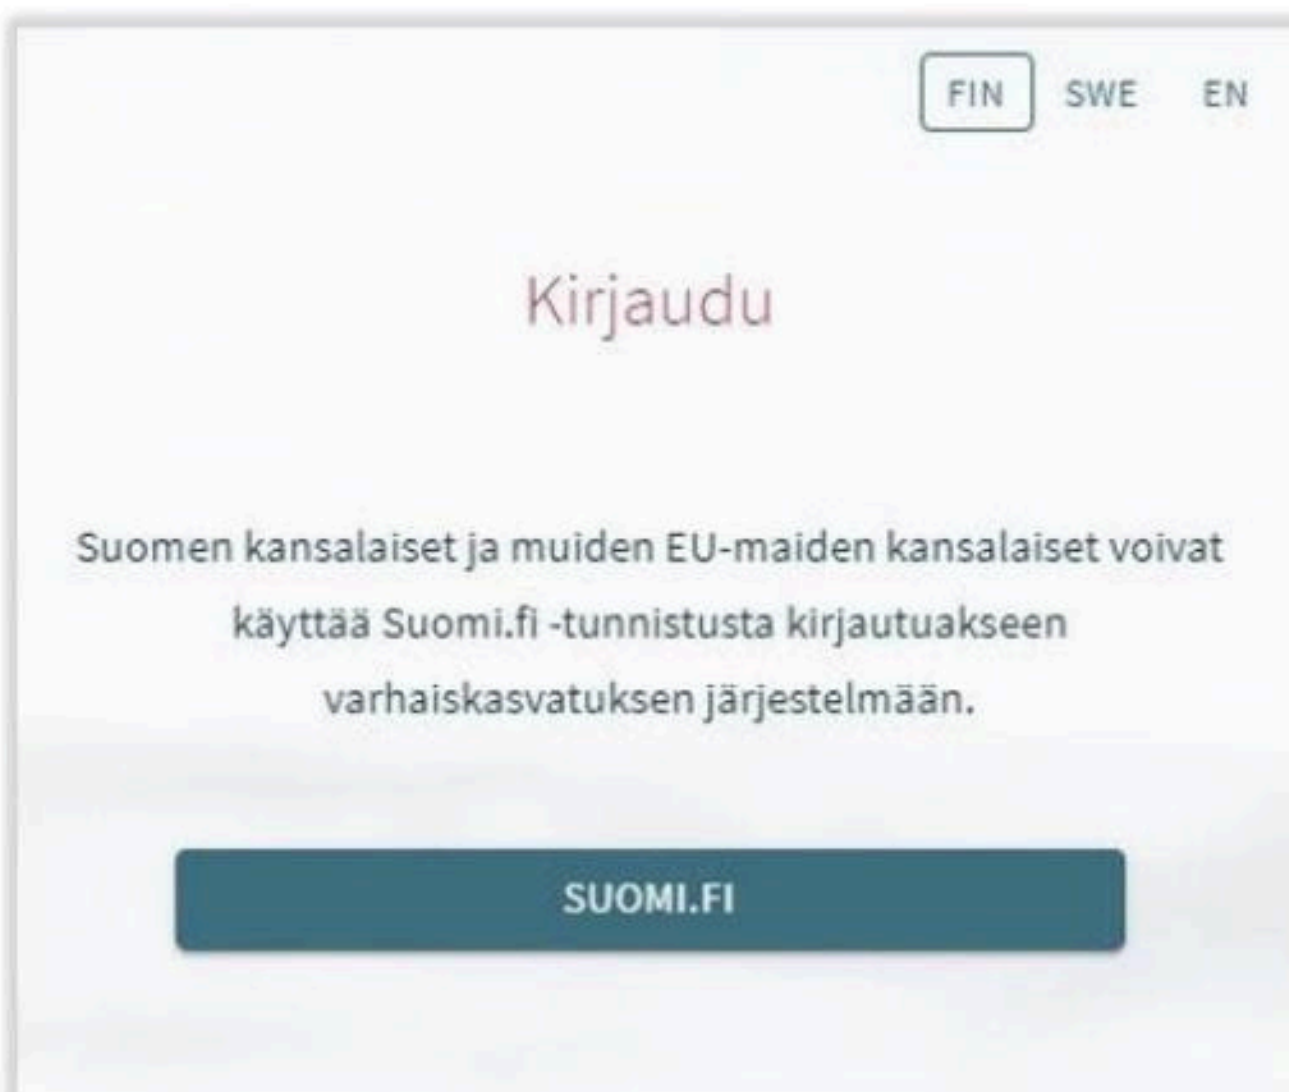 FIN SWE EN
Kirjaudu
Suomen kansalaiset ja muiden EU-maiden kansalaiset voivat
käyttää Suomi.fi -tunnistusta kirjautuakseen
varhaiskasvatuksen järjestelmään.
SUOMI.FI